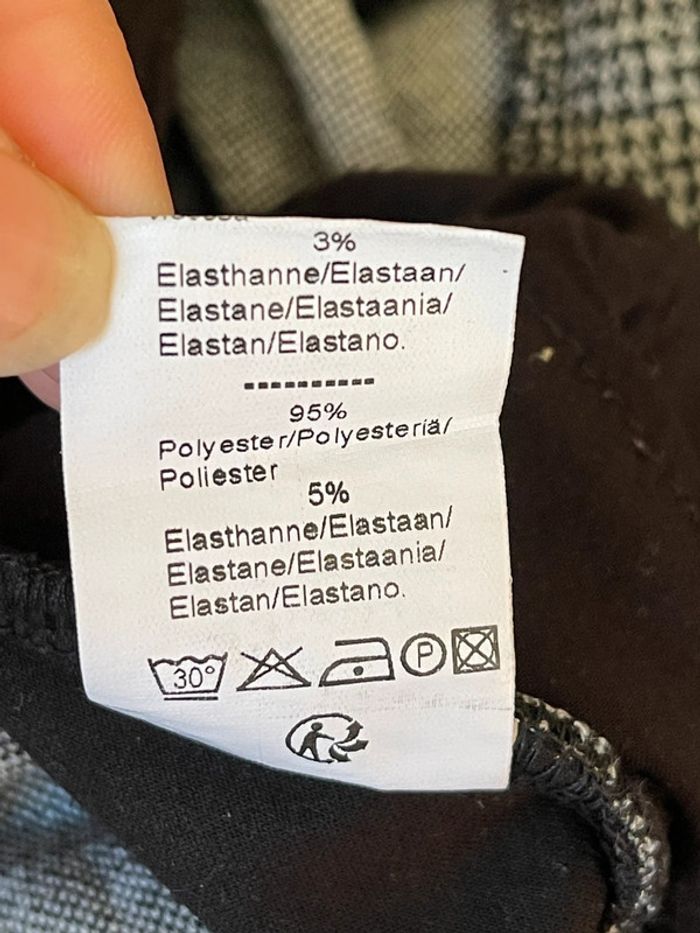 3%
Elasthanne/Elastaan/
Elastane/Elastaania/
Elastan/Elastano.
----------
95%
Polyester/Polyesteriä/
Poliester
5%
Elasthanne/Elastaan/
Elastane/Elastaania/
Elastan/Elastano.
30° P